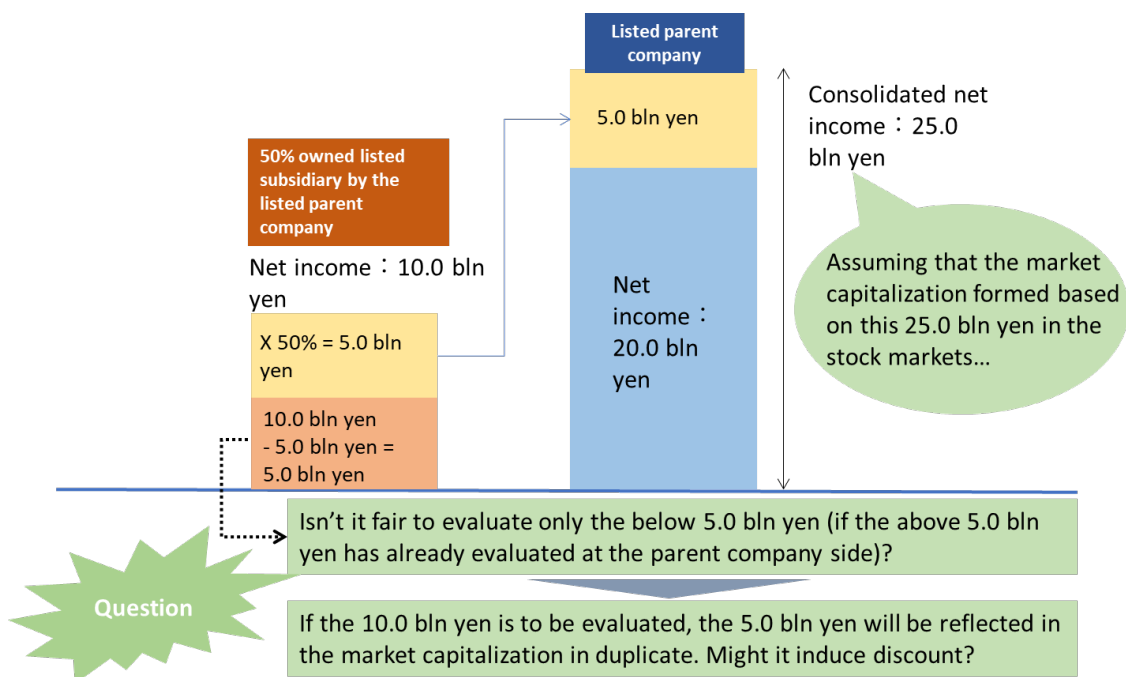 Listed parent
company
5.0 bln yen
Consolidated net
income：25.0
bln yen
50% owned listed
subsidiary by the
listed parent
company
Net income：10.0 bln
yen
Net
income：
20.0 bln
yen
Assuming that the market
capitalization formed based
on this 25.0 bln yen in the
stock markets…
X 50% = 5.0 bln
yen
10.0 bln yen
- 5.0 bln yen =
5.0 bln yen
Isn’t it fair to evaluate only the below 5.0 bln yen (if the above 5.0 bln
yen has already evaluated at the parent company side)?
Question
If the 10.0 bln yen is to be evaluated, the 5.0 bln yen will be reflected in
the market capitalization in duplicate. Might it induce discount?